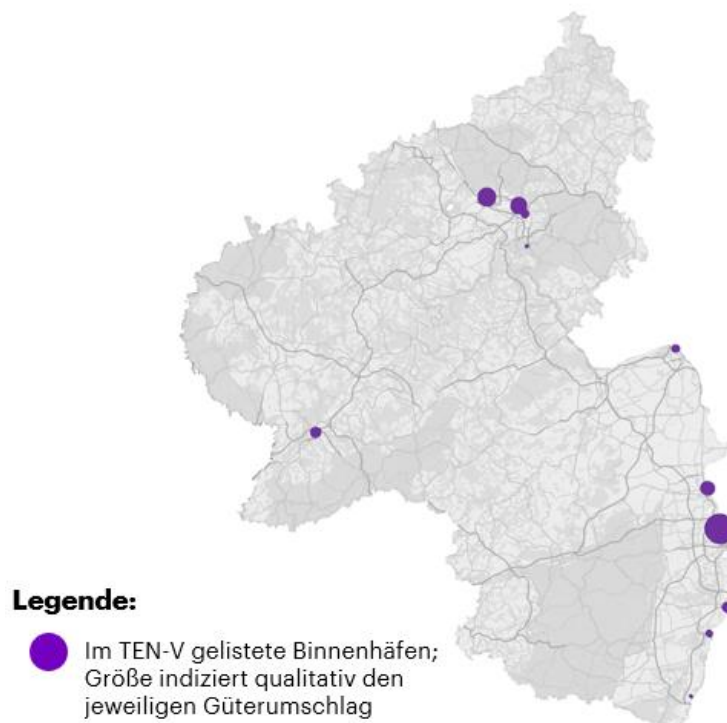 Legende:
Im TEN-V gelistete Binnenhäfen;
Größe indiziert qualitativ den
jeweiligen Güterumschlag